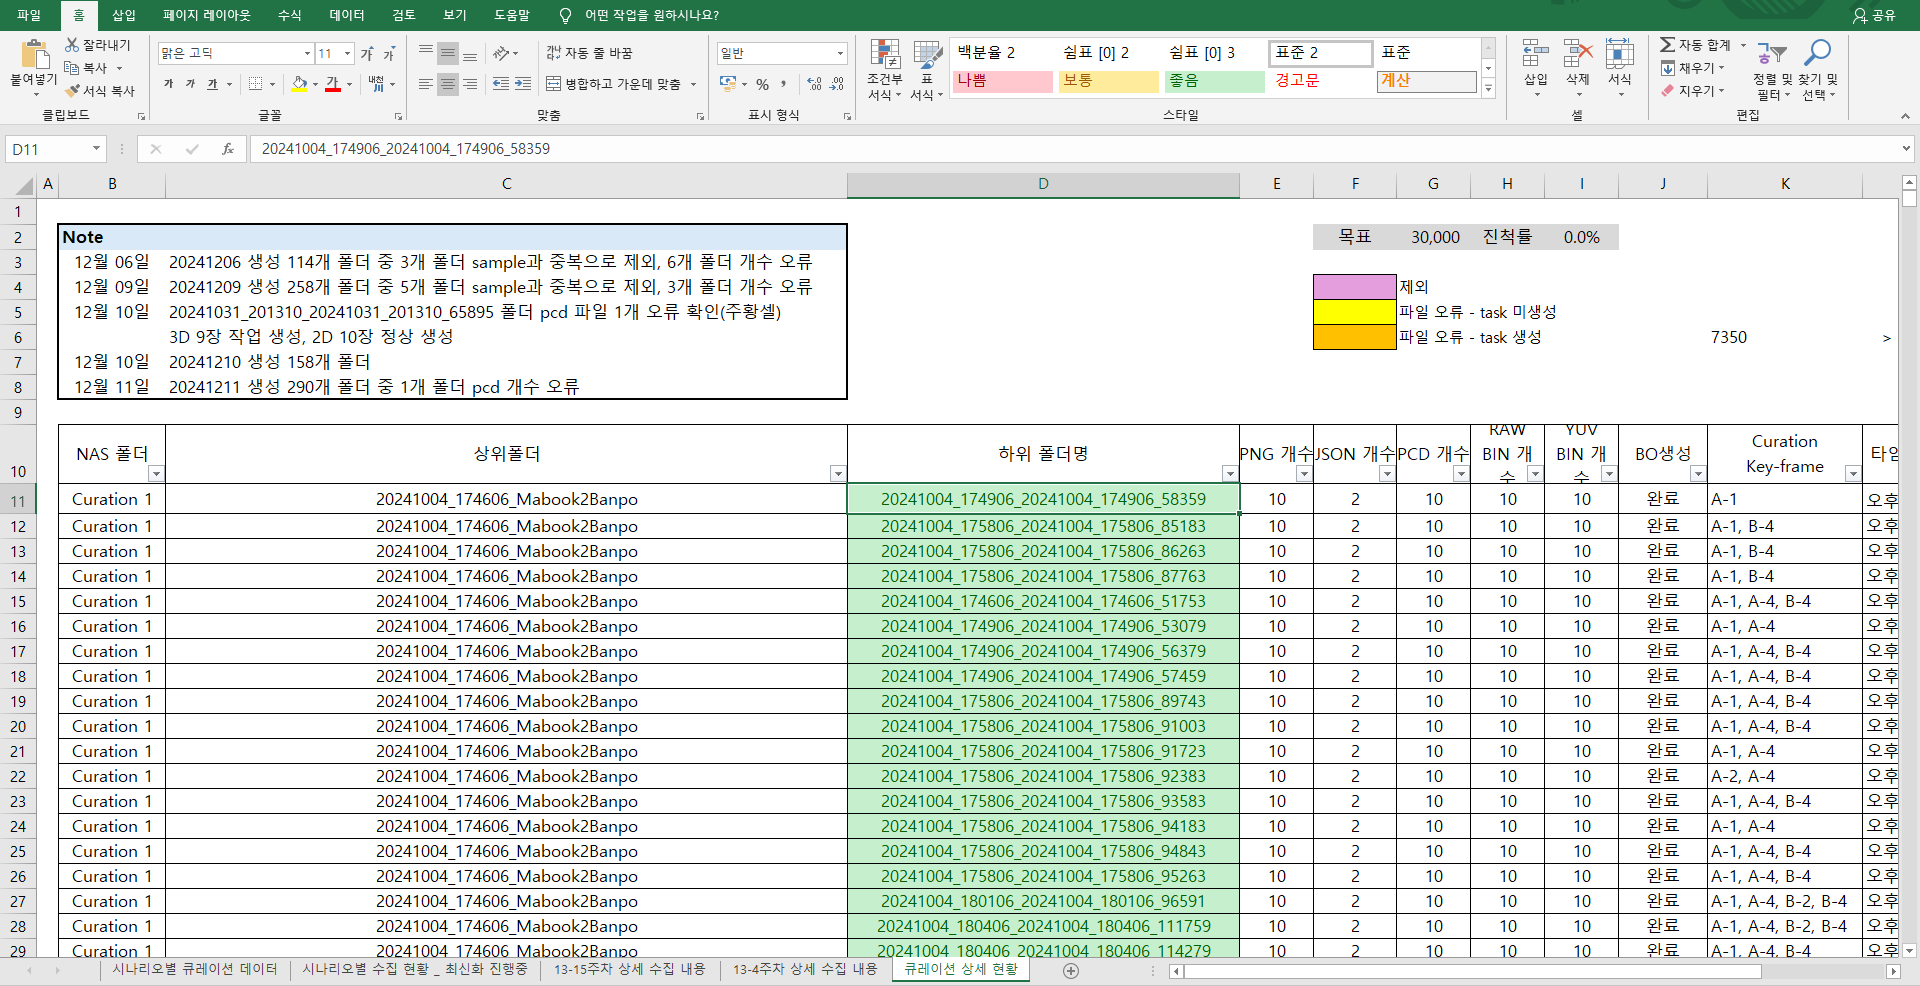 파일 홈 삽입 페이지 레이아웃 수식 데이터 검토 보기 도움말 어떤 작업을 원하시나요? 공유
붙여넣기 잘라내기 복사 서식 복사 클립보드
맑은 고딕 11 가 가 가 가 가 가 내천 글꼴
자동 줄 바꿈 병합하고 가운데 맞춤 맞춤
일반 % , 표시 형식
조건부 서식 표 서식
백분율 2 쉼표 [0] 2 쉼표 [0] 3 표준 2 표준
나쁨 보통 좋음 경고문 계산
스타일
삽입 삭제 서식 셀
자동 합계 채우기 지우기 정렬 및 필터 찾기 및 선택 편집
D11 fx 20241004_174906_20241004_174906_58359
A B C D E F G H I J K
1
2 Note 목표 30,000 진척률 0.0%
3 12월 06일 20241206 생성 114개 폴더 중 3개 폴더 sample과 중복으로 제외, 6개 폴더 개수 오류
4 12월 09일 20241209 생성 258개 폴더 중 5개 폴더 sample과 중복으로 제외, 3개 폴더 개수 오류 제외
5 12월 10일 20241031_201310_20241031_201310_65895 폴더 pcd 파일 1개 오류 확인(주황셀) 파일 오류 - task 미생성
6 3D 9장 작업 생성, 2D 10장 정상 생성 파일 오류 - task 생성 7350 >
7 12월 10일 20241210 생성 158개 폴더
8 12월 11일 20241211 생성 290개 폴더 중 1개 폴더 pcd 개수 오류
9
10 NAS 폴더 상위폴더 하위 폴더명 PNG 개수 JSON 개수 PCD 개수 RAW BIN 개수 YUV BIN 개수 BO생성 Curation Key-frame 타임
11 Curation 1 20241004_174606_Mabook2Banpo 20241004_174906_20241004_174906_58359 10 2 10 10 10 완료 A-1 오후
12 Curation 1 20241004_174606_Mabook2Banpo 20241004_175806_20241004_175806_85183 10 2 10 10 10 완료 A-1, B-4 오후
13 Curation 1 20241004_174606_Mabook2Banpo 20241004_175806_20241004_175806_86263 10 2 10 10 10 완료 A-1, B-4 오후
14 Curation 1 20241004_174606_Mabook2Banpo 20241004_175806_20241004_175806_87763 10 2 10 10 10 완료 A-1, B-4 오후
15 Curation 1 20241004_174606_Mabook2Banpo 20241004_174606_20241004_174606_51753 10 2 10 10 10 완료 A-1, A-4, B-4 오후
16 Curation 1 20241004_174606_Mabook2Banpo 20241004_174906_20241004_174906_53079 10 2 10 10 10 완료 A-1, A-4 오후
17 Curation 1 20241004_174606_Mabook2Banpo 20241004_174906_20241004_174906_56379 10 2 10 10 10 완료 A-1, A-4, B-4 오후
18 Curation 1 20241004_174606_Mabook2Banpo 20241004_174906_20241004_174906_57459 10 2 10 10 10 완료 A-1, A-4, B-4 오후
19 Curation 1 20241004_174606_Mabook2Banpo 20241004_175806_20241004_175806_89743 10 2 10 10 10 완료 A-1, A-4, B-4 오후
20 Curation 1 20241004_174606_Mabook2Banpo 20241004_175806_20241004_175806_91003 10 2 10 10 10 완료 A-1, A-4, B-4 오후
21 Curation 1 20241004_174606_Mabook2Banpo 20241004_175806_20241004_175806_91723 10 2 10 10 10 완료 A-1, A-4 오후
22 Curation 1 20241004_174606_Mabook2Banpo 20241004_175806_20241004_175806_92383 10 2 10 10 10 완료 A-2, A-4 오후
23 Curation 1 20241004_174606_Mabook2Banpo 20241004_175806_20241004_175806_93583 10 2 10 10 10 완료 A-1, A-4, B-4 오후
24 Curation 1 20241004_174606_Mabook2Banpo 20241004_175806_20241004_175806_94183 10 2 10 10 10 완료 A-1, A-4 오후
25 Curation 1 20241004_174606_Mabook2Banpo 20241004_175806_20241004_175806_94843 10 2 10 10 10 완료 A-1, A-4, B-4 오후
26 Curation 1 20241004_174606_Mabook2Banpo 20241004_175806_20241004_175806_95263 10 2 10 10 10 완료 A-1, A-4, B-4 오후
27 Curation 1 20241004_174606_Mabook2Banpo 20241004_180106_20241004_180106_96591 10 2 10 10 10 완료 A-1, A-4, B-2, B-4 오후
28 Curation 1 20241004_174606_Mabook2Banpo 20241004_180406_20241004_180406_111759 10 2 10 10 10 완료 A-1, A-4, B-2, B-4 오후
29 Curation 1 20241004_174606_Mabook2Banpo 20241004_180406_20241004_180406_114279 10 2 10 10 10 완료 A-1, A-4, B-4 오후
시나리오별 큐레이션 데이터 시나리오별 수집 현황 _ 최신화 진행중 13-15주차 상세 수집 내용 13-4주차 상세 수집 내용 큐레이션 상세 현황